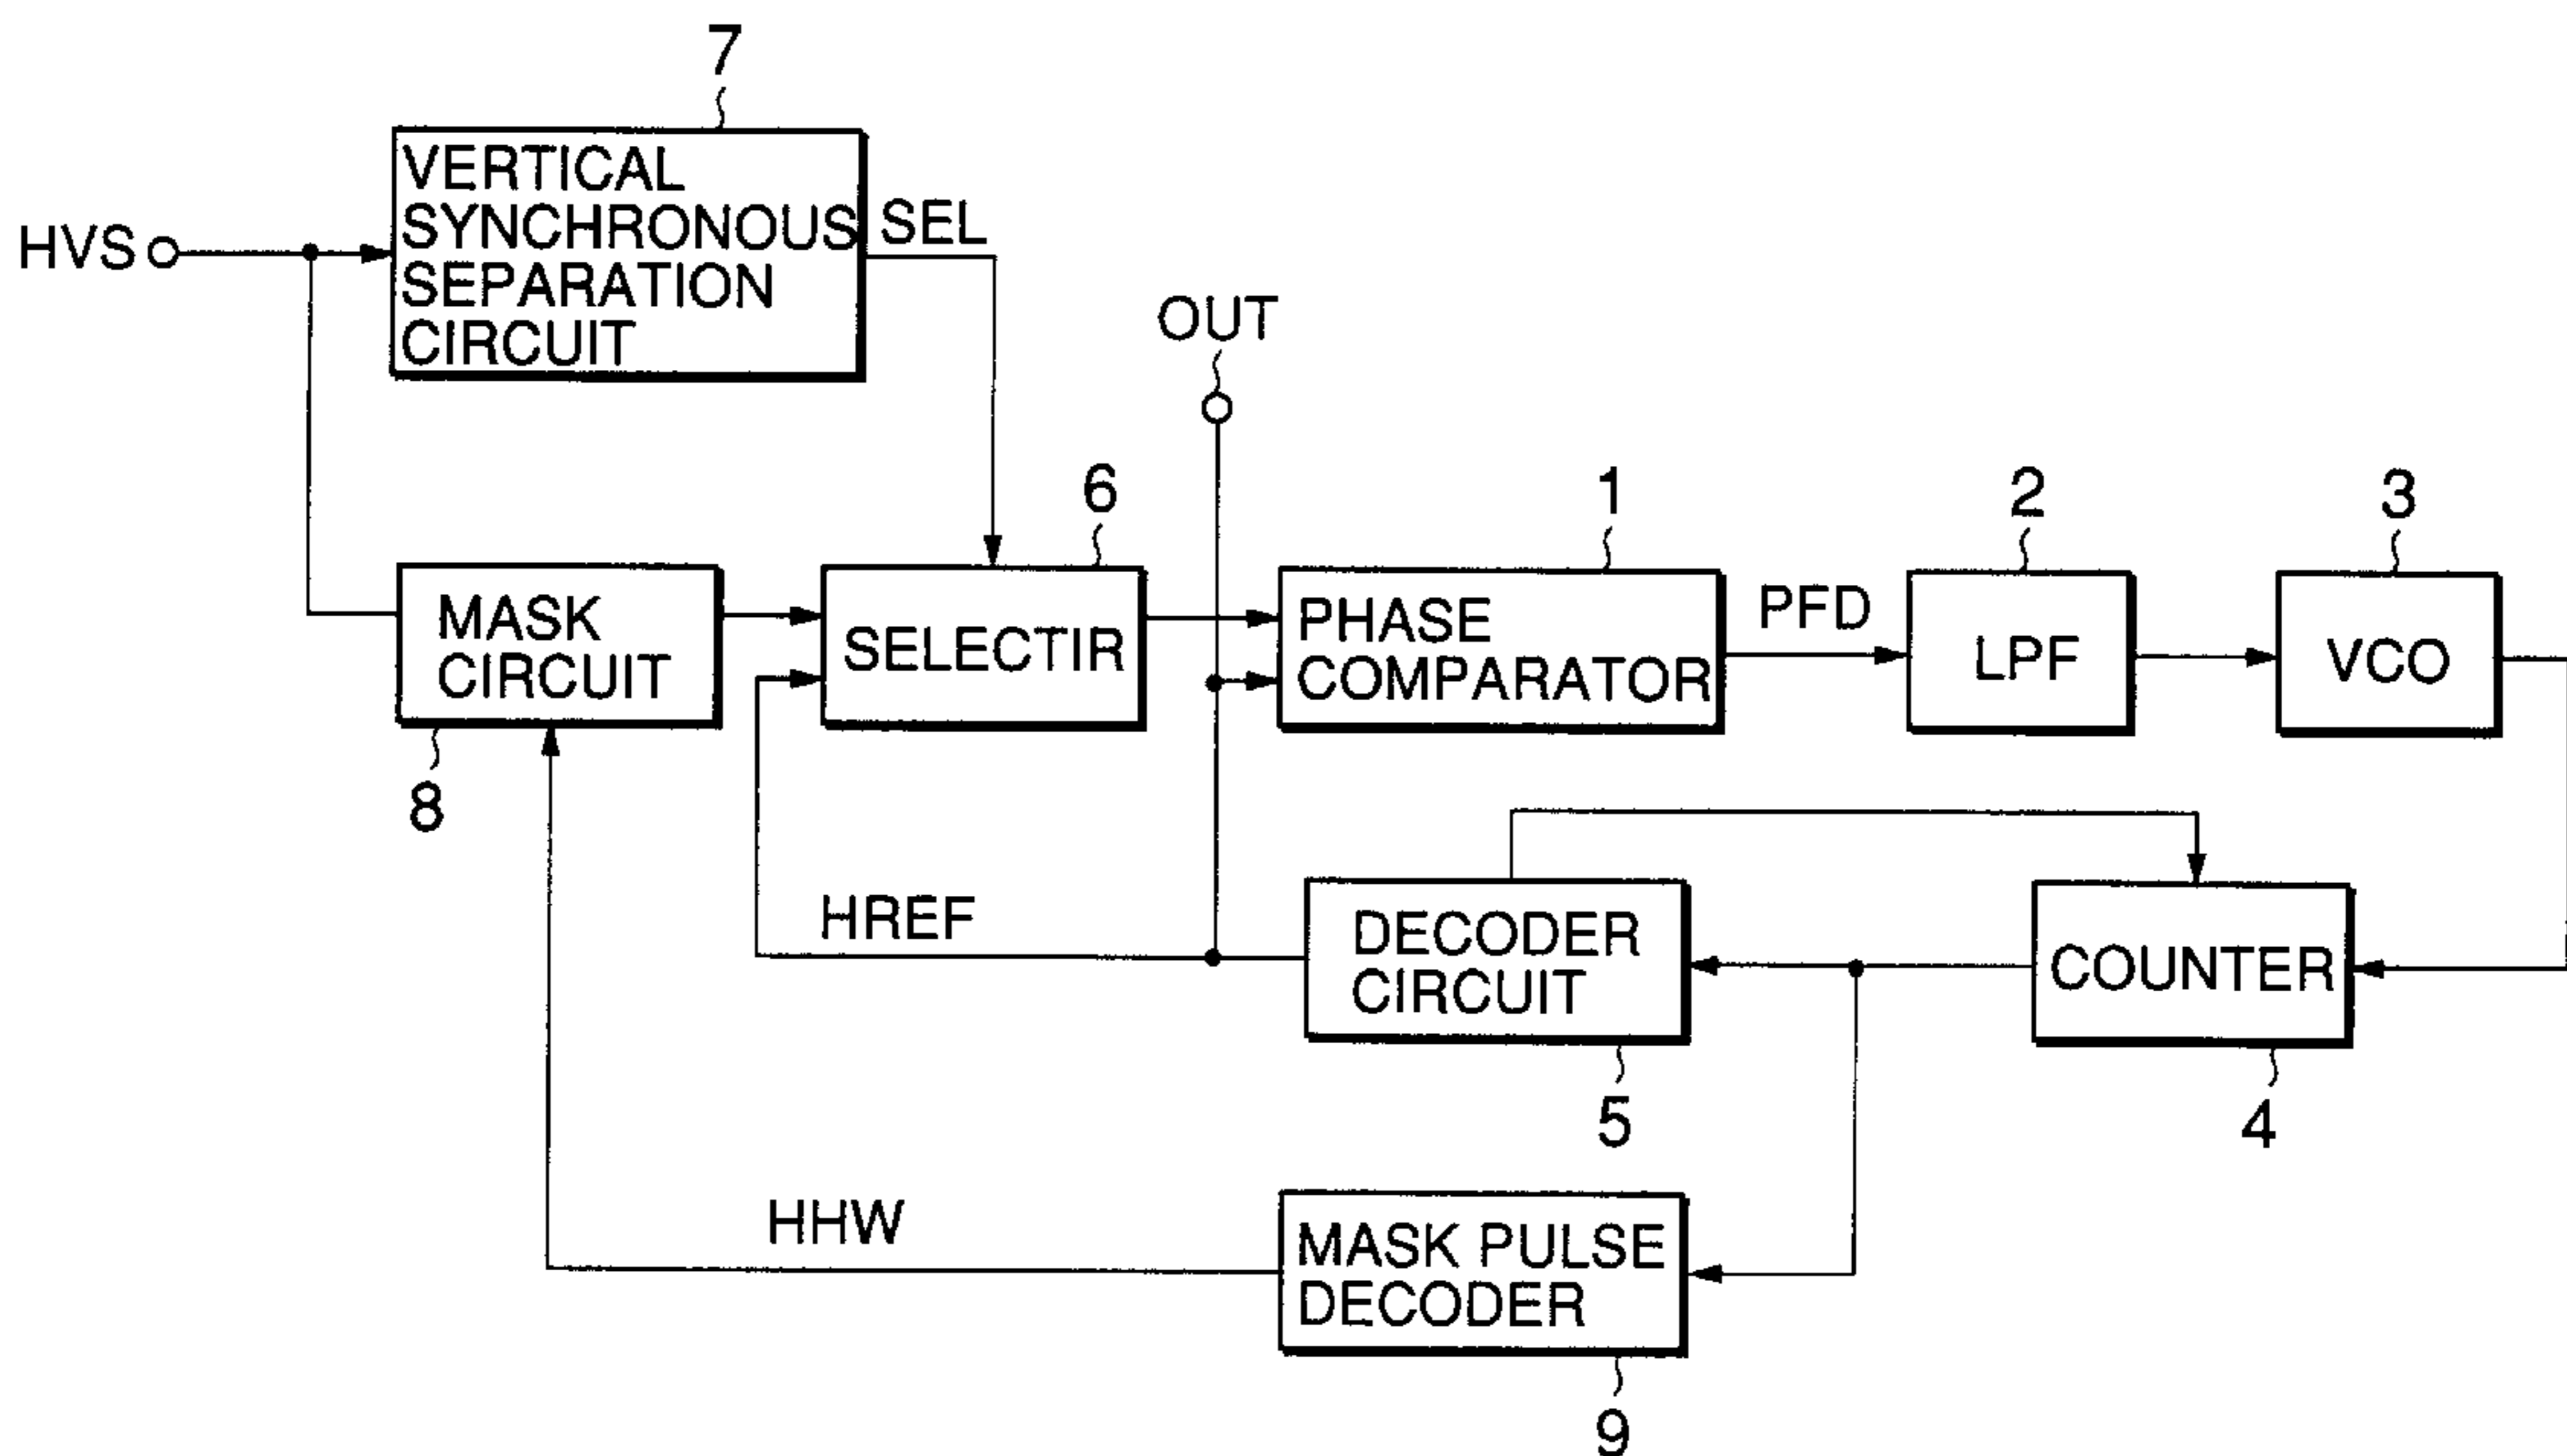 7
VERTICAL
SYNCHRONOUS
SEPARATION
CIRCUIT
HVS
SEL
OUT
6
1
2
3
MASK
CIRCUIT
SELECTIR
PHASE
COMPARATOR
PFD
LPF
VCO
8
HREF
DECODER
CIRCUIT
COUNTER
5
4
HHW
MASK PULSE
DECODER
9